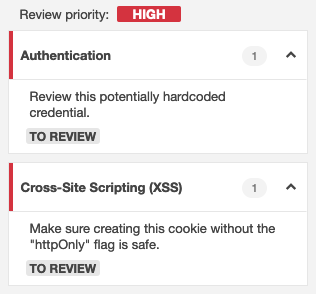 Review priority: HIGH
Authentication 1
Review this potentially hardcoded
credential.
TO REVIEW
Cross-Site Scripting (XSS) 1
Make sure creating this cookie without the
"httpOnly" flag is safe.
TO REVIEW